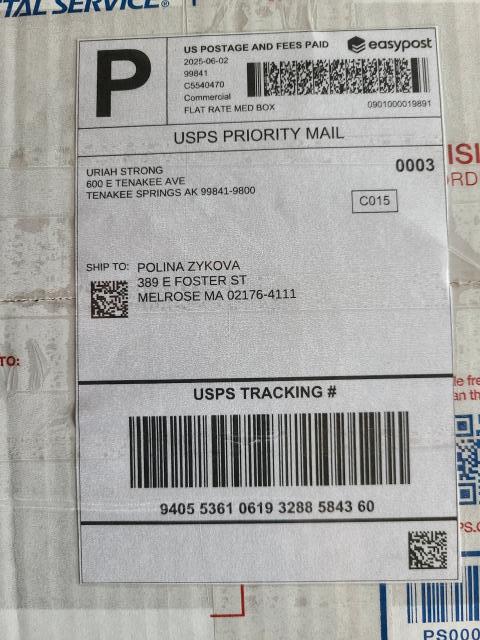 TAL SERVICE®
P
US POSTAGE AND FEES PAID
easypost
2025-06-02
99841
C5540470
Commercial
FLAT RATE MED BOX
0901000019891
USPS PRIORITY MAIL
URIAH STRONG
600 E TENAKEE AVE
TENAKEE SPRINGS AK 99841-9800
0003
C015
SHIP TO: POLINA ZYKOVA
389 E FOSTER ST
MELROSE MA 02176-4111
TO:
USPS TRACKING #
9405 5361 0619 3288 5843 60
PS000